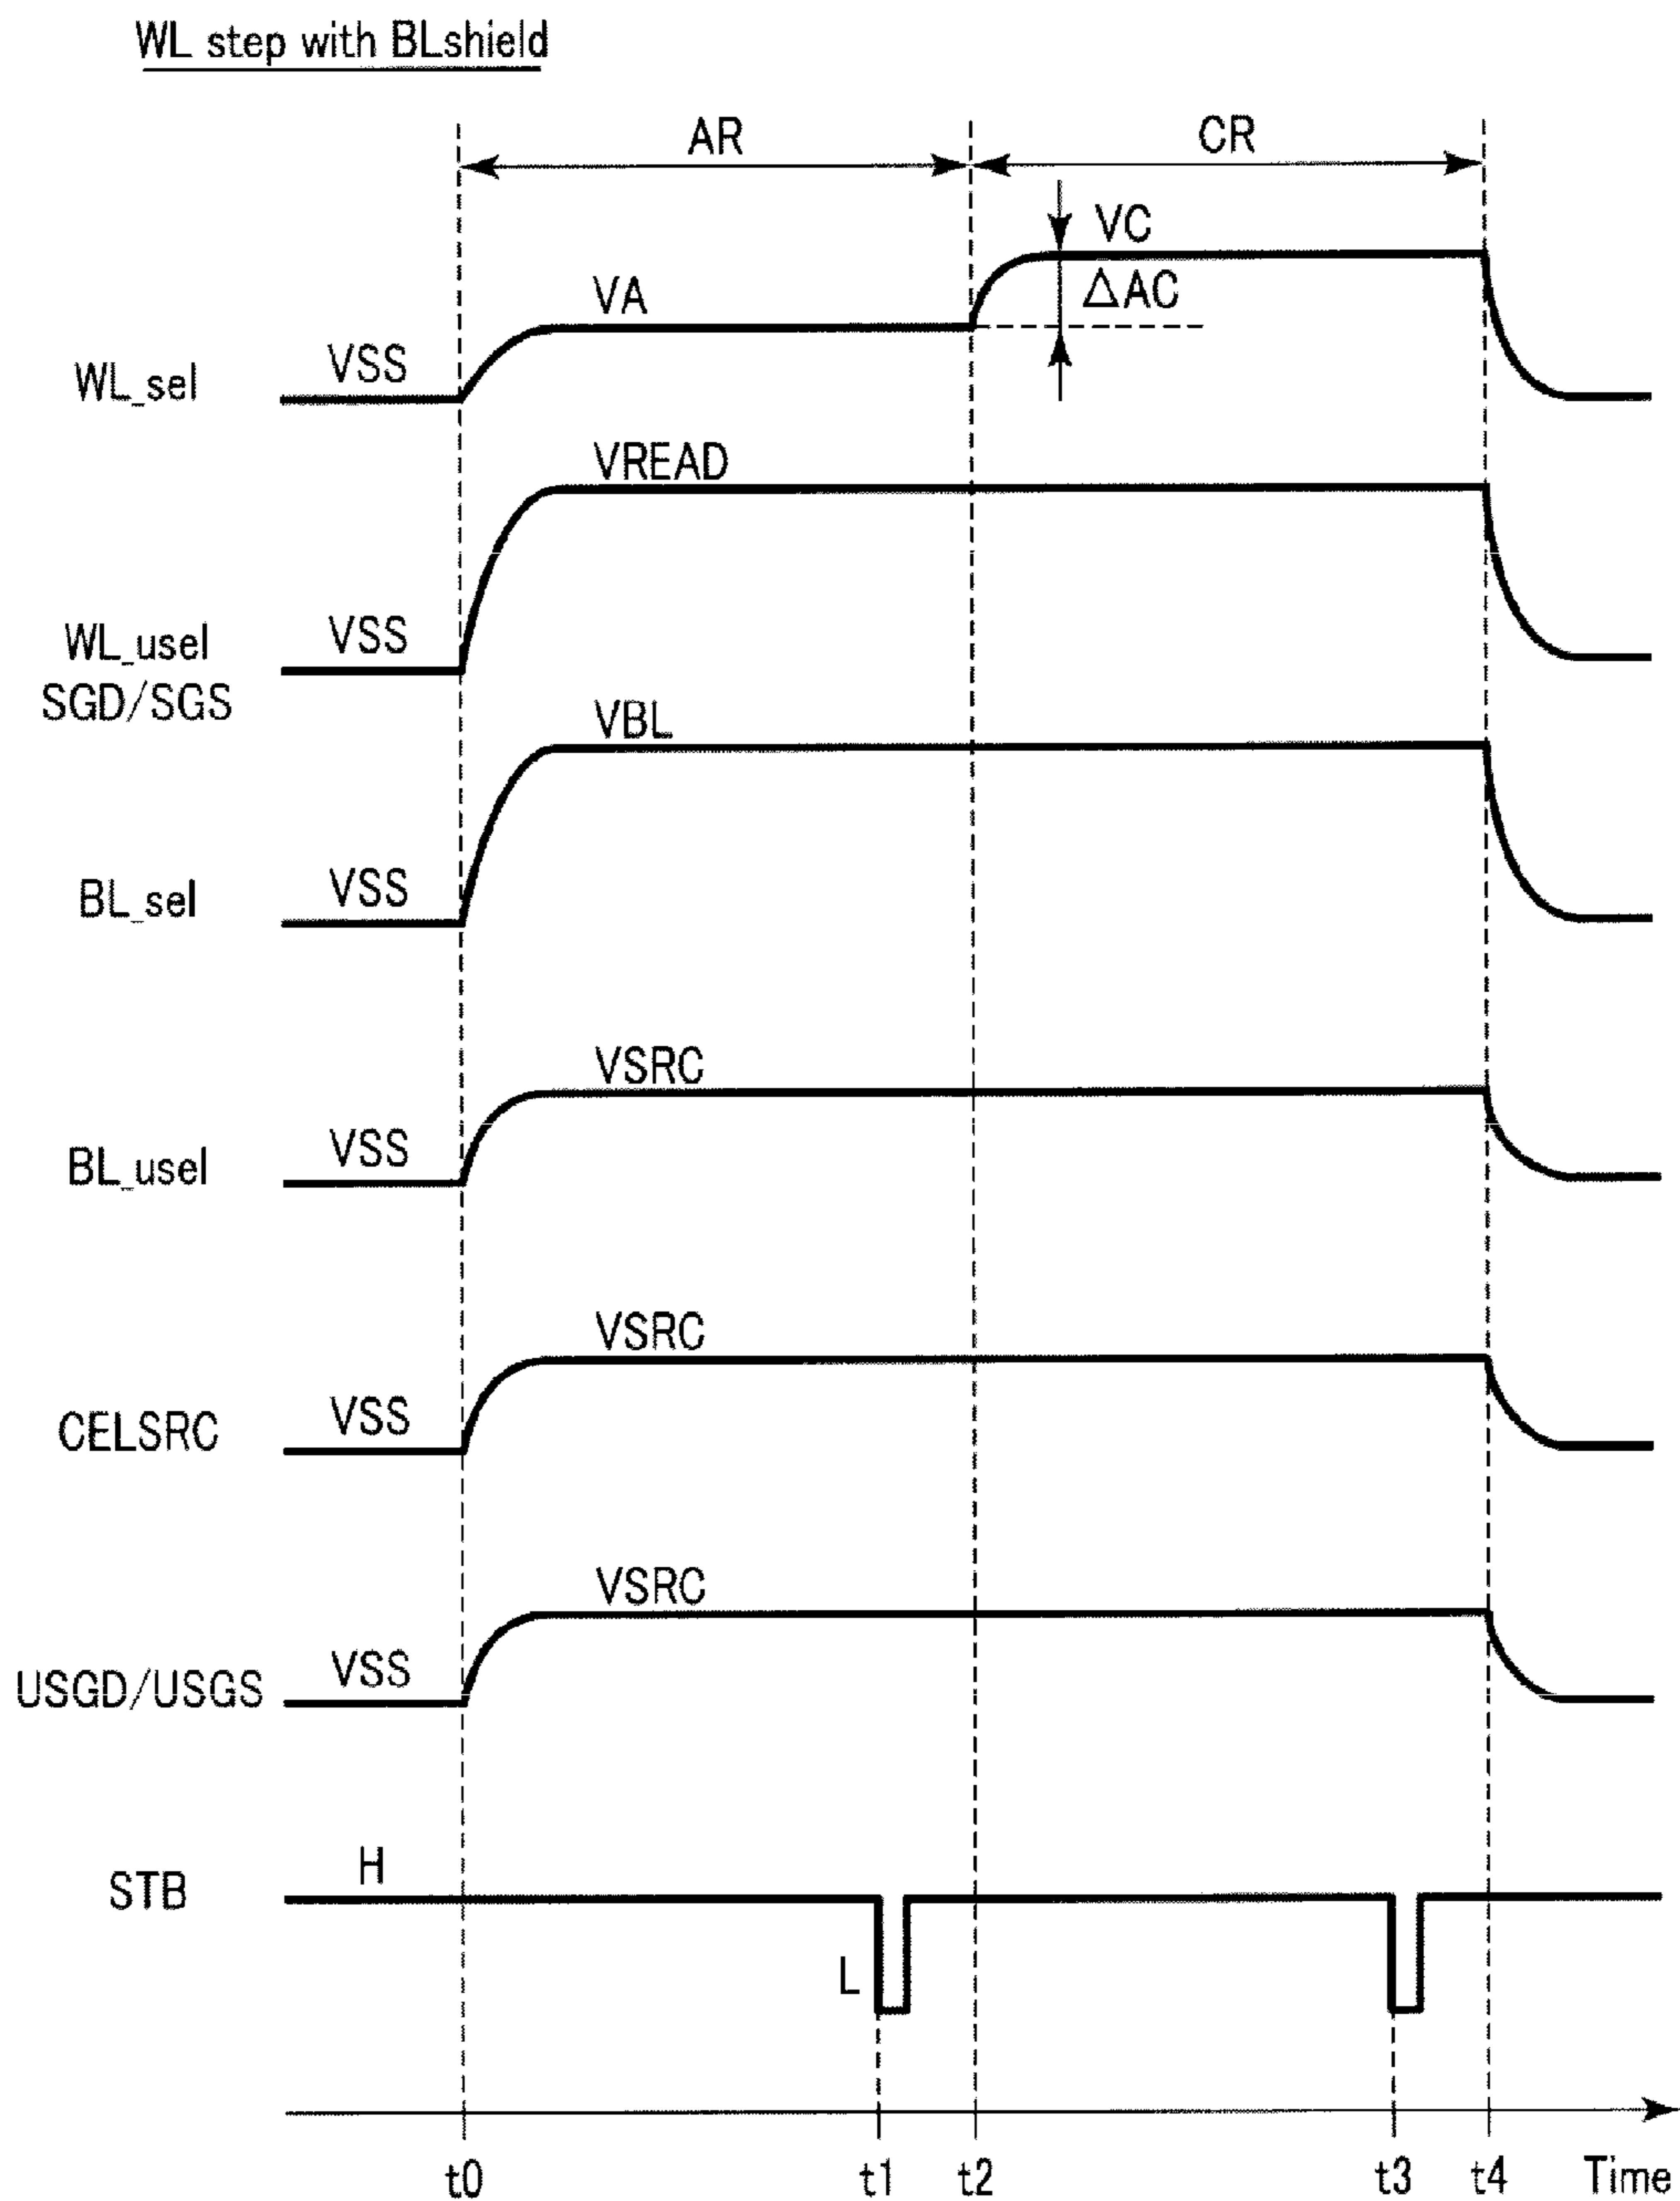 WL step with BLshield
AR CR
VC
VA △AC
WL_sel VSS
VREAD
WL_usel VSS
SGD/SGS
VBL
BL_sel VSS
VSRC
BL_usel VSS
VSRC
CELSRC VSS
VSRC
USGD/USGS VSS
STB H
L
t0 t1 t2 t3 t4 Time